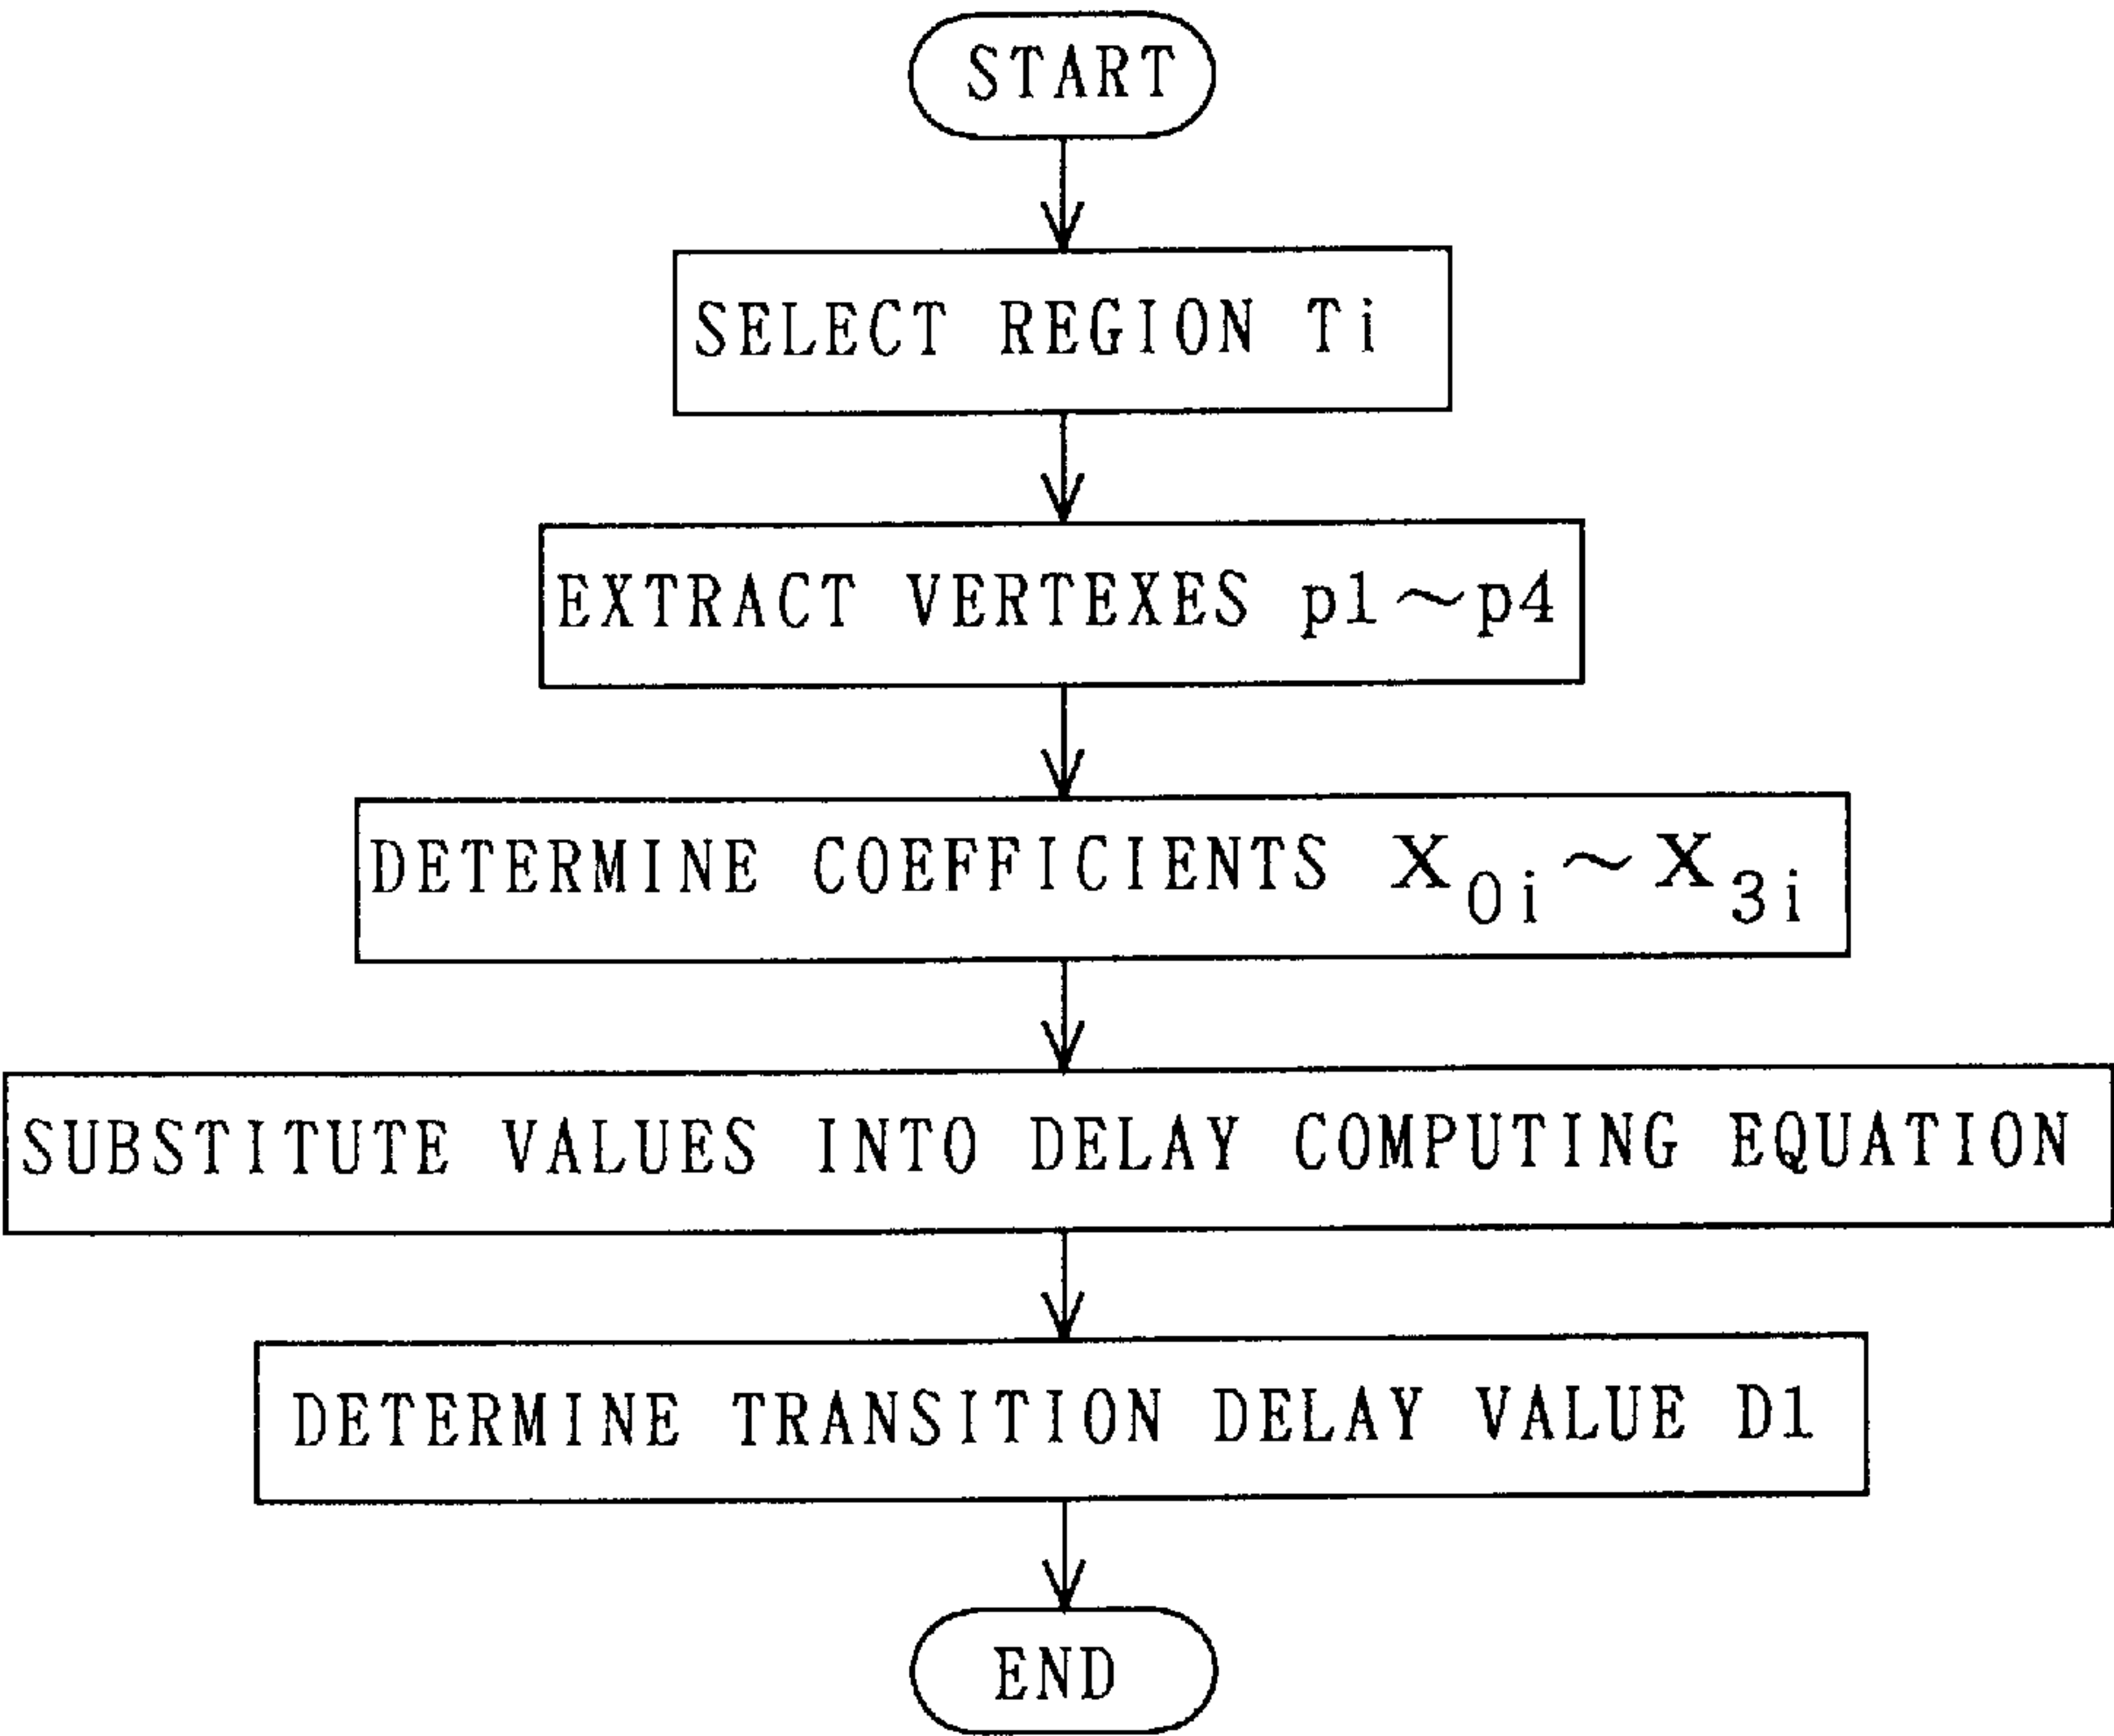 START
SELECT REGION Ti
EXTRACT VERTEXES p1～p4
DETERMINE COEFFICIENTS X0i～X3i
SUBSTITUTE VALUES INTO DELAY COMPUTING EQUATION
DETERMINE TRANSITION DELAY VALUE D1
END